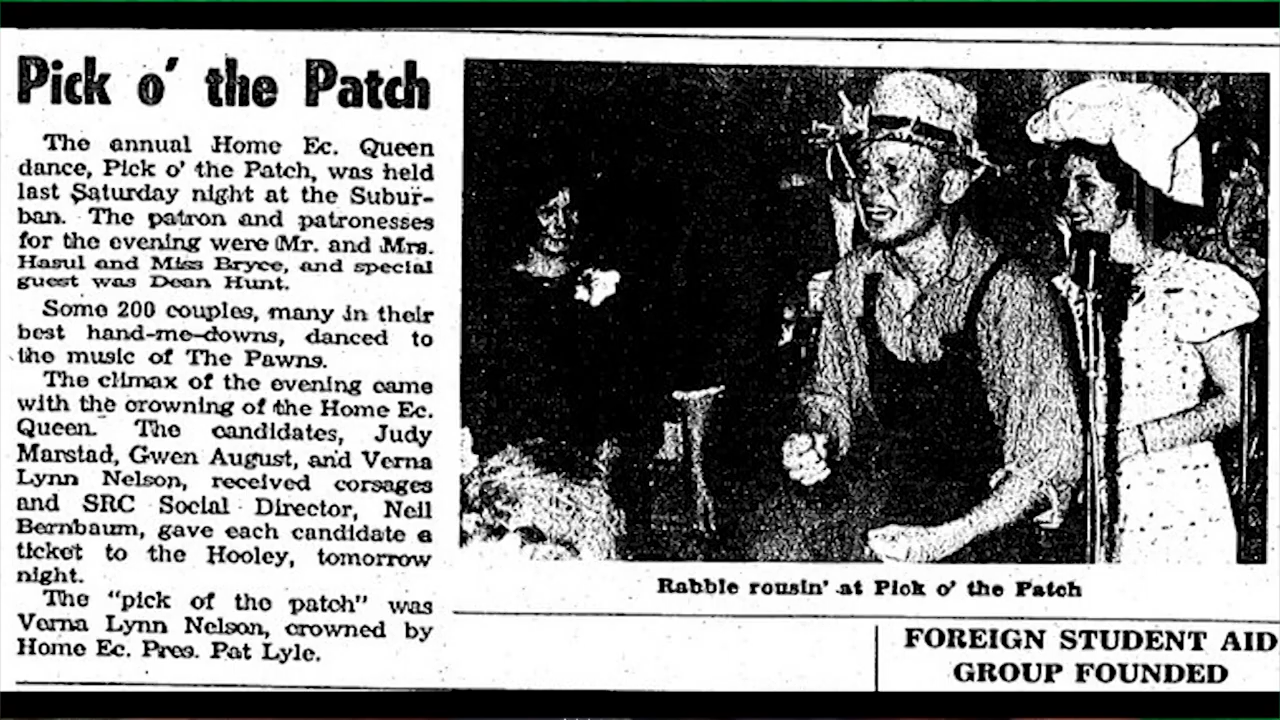 Pick o' the Patch
The annual Home Ec. Queen
dance, Pick o' the Patch, was held
last Saturday night at the Subur-
ban. The patron and patronesses
for the evening were Mr. and Mrs.
Hasul and Miss Bryce, and special
guest was Dean Hunt.
Some 200 couples, many in their
best hand-me-downs, danced to
the music of The Pawns.
The climax of the evening came
with the crowning of the Home Ec.
Queen. The candidates, Judy
Marstad, Gwen August, and Verna
Lynn Nelson, received corsages
and SRC Social Director, Neil
Bernbaum, gave each candidate a
ticket to the Hooley, tomorrow
night.
The "pick of the patch" was
Verna Lynn Nelson, crowned by
Home Ec. Pres. Pat Lyle.
Rabble rousin' at Pick o' the Patch
FOREIGN STUDENT AID
GROUP FOUNDED